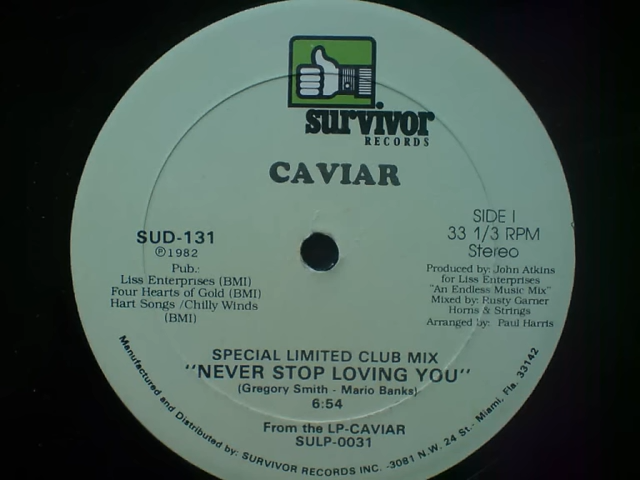 survivor
RECORDS
CAVIAR
SUD-131
℗1982
Pub.:
Liss Enterprises (BMI)
Four Hearts of Gold (BMI)
Hart Songs /Chilly Winds
(BMI)
SIDE I
33 1/3 RPM
Stereo
Produced by: John Atkins
for Liss Enterprises
"An Endless Music Mix"
Mixed by: Rusty Garner
Horns & Strings
Arranged by: Paul Harris
SPECIAL LIMITED CLUB MIX
"NEVER STOP LOVING YOU"
(Gregory Smith - Mario Banks)
6:54
From the LP-CAVIAR
SULP-0031
Manufactured and Distributed by: SURVIVOR RECORDS INC. -3081 N.W. 24 St.- Miami, Fla. 33142